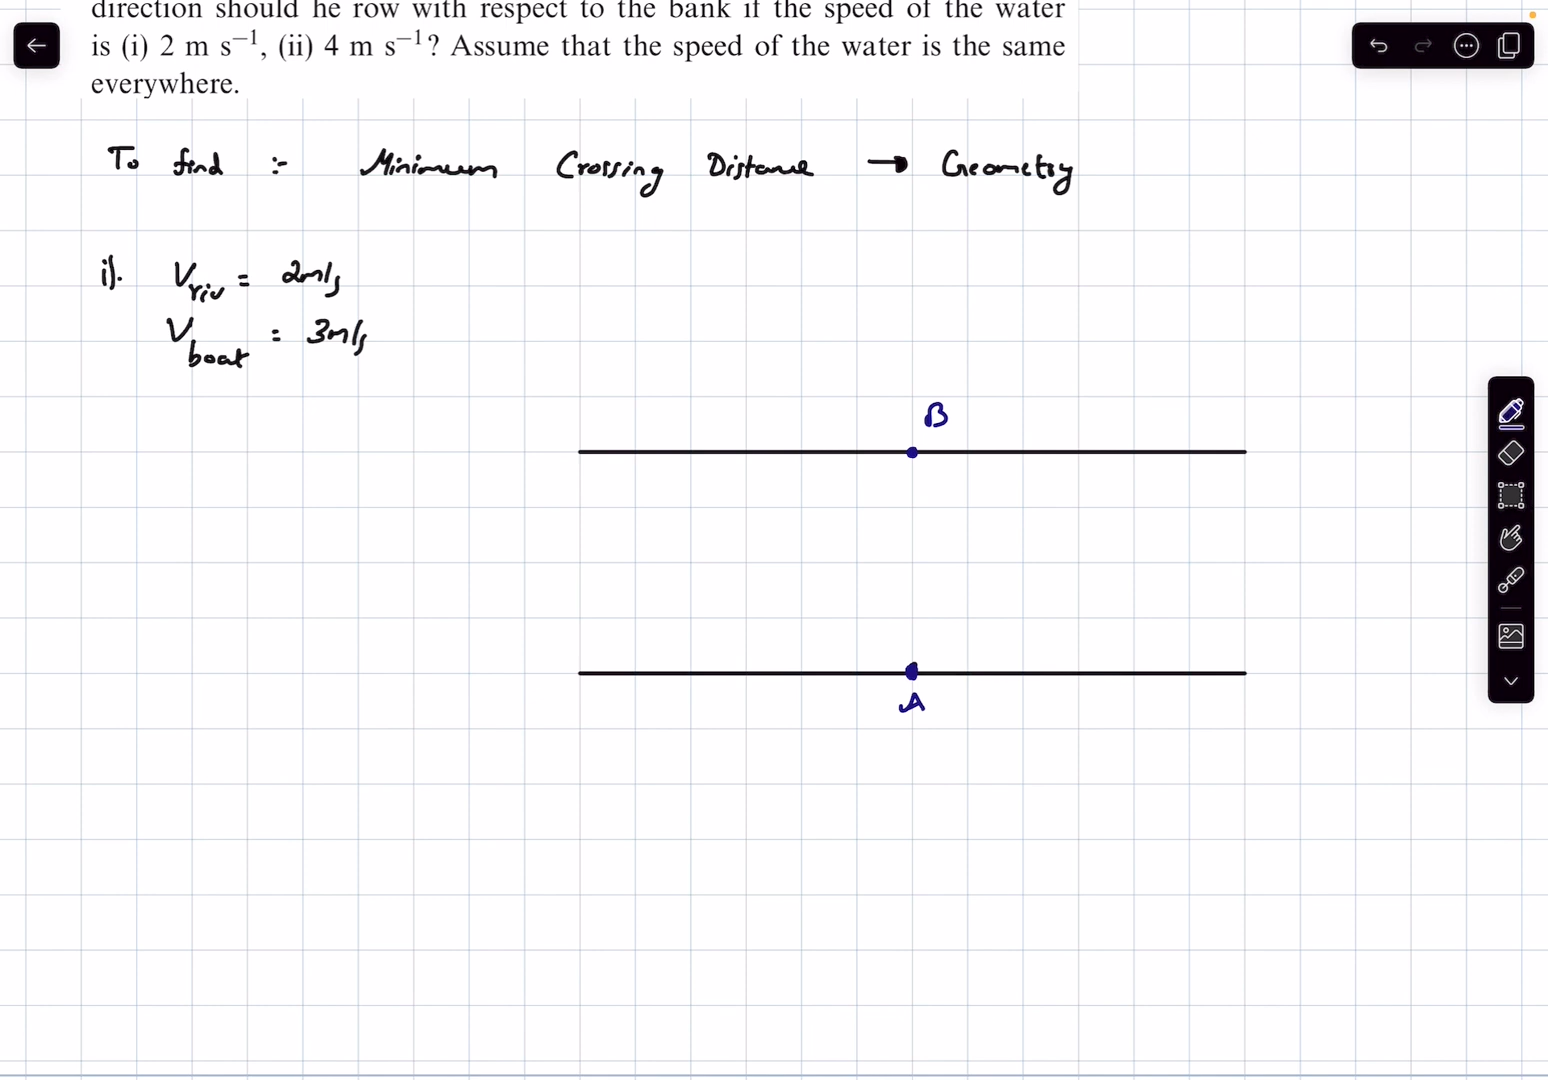 direction should he row with respect to the bank if the speed of the water
is (i) 2 m s⁻¹, (ii) 4 m s⁻¹? Assume that the speed of the water is the same
everywhere.
To find :- Minimum Crossing Distance → Geometry
i). V_riv = 2m/s
V_boat = 3m/s
B
A